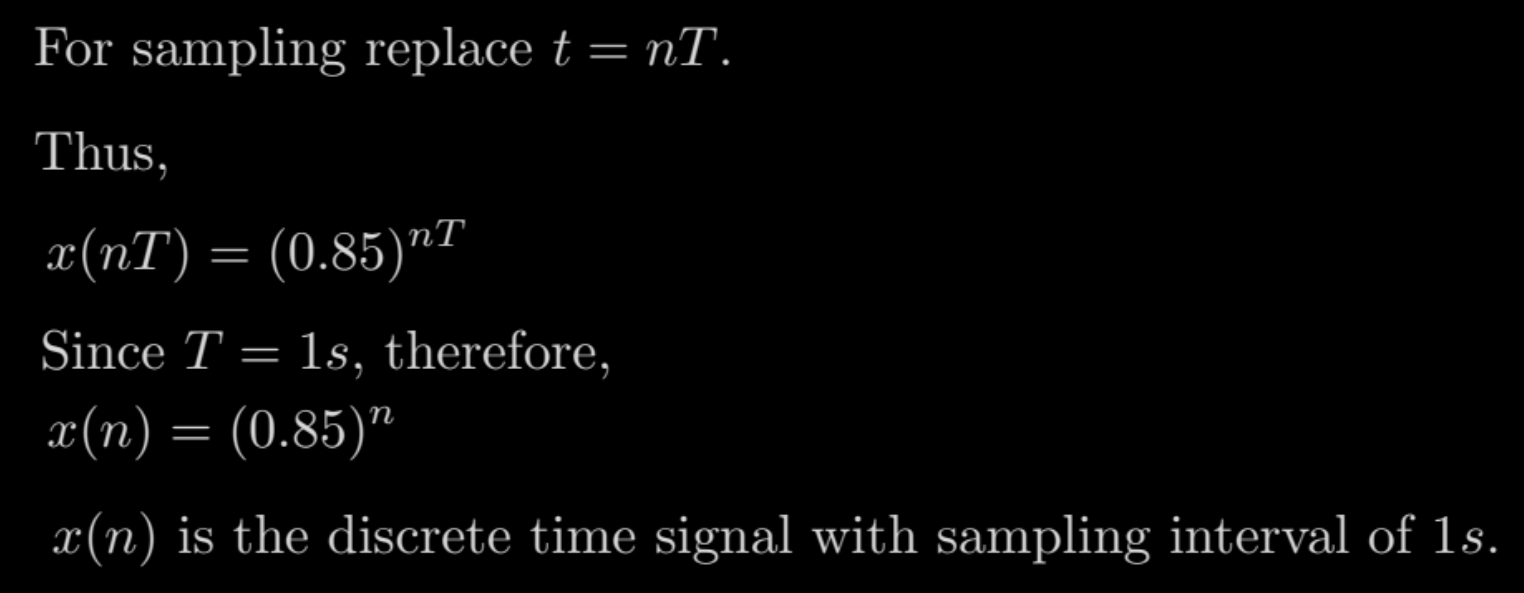 For sampling replace $t = nT$.
Thus,
$x(nT) = (0.85)^{nT}$
Since $T = 1s$, therefore,
$x(n) = (0.85)^n$
$x(n)$ is the discrete time signal with sampling interval of $1s$.